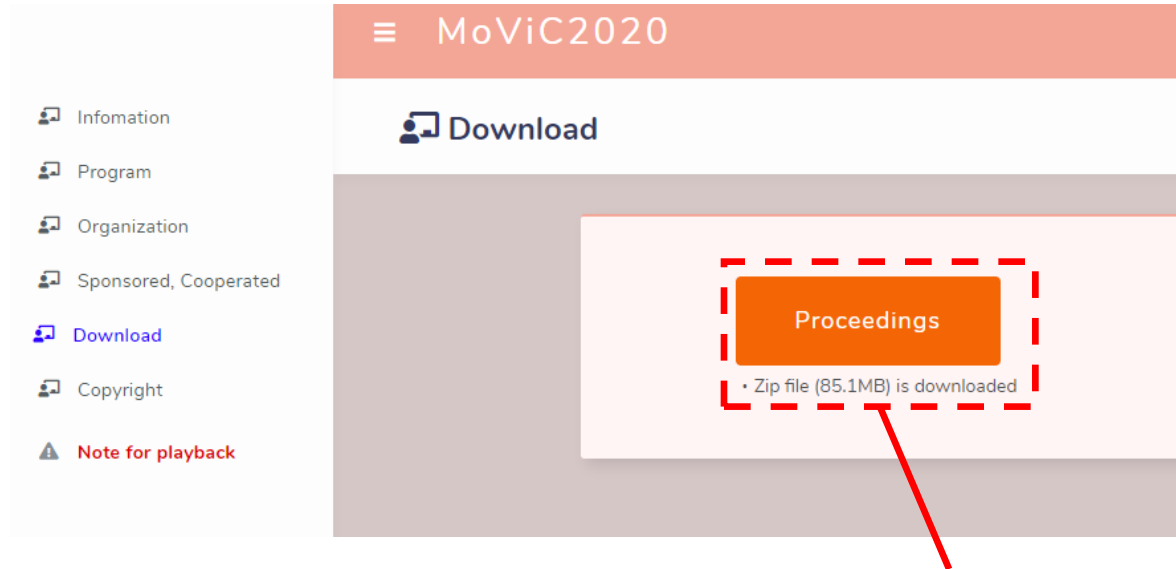 MoViC2020
Infomation
Program
Organization
Sponsored, Cooperated
Download
Copyright
Note for playback
Download
Proceedings
・Zip file (85.1MB) is downloaded